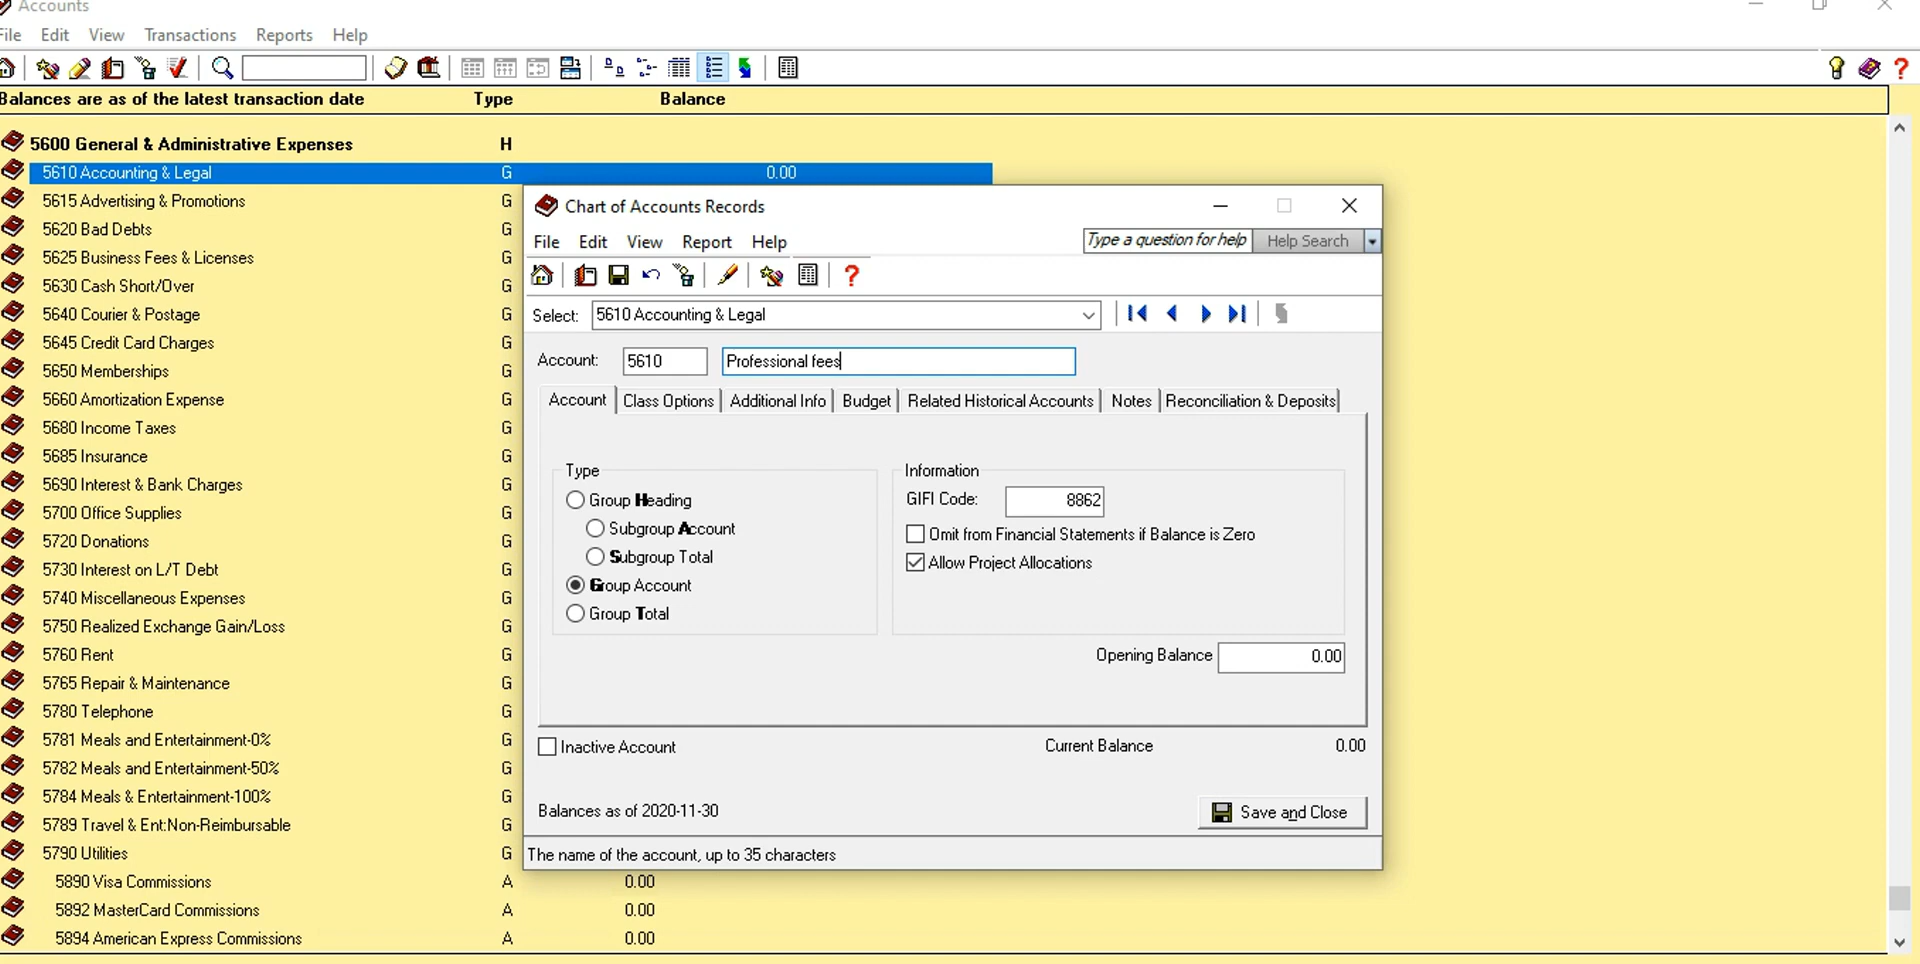 Accounts
File Edit View Transactions Reports Help
Balances are as of the latest transaction date Type Balance
5600 General & Administrative Expenses H
5610 Accounting & Legal G 0.00
5615 Advertising & Promotions G
5620 Bad Debts G
5625 Business Fees & Licenses G
5630 Cash Short/Over G
5640 Courier & Postage G
5645 Credit Card Charges G
5650 Memberships G
5660 Amortization Expense G
5680 Income Taxes G
5685 Insurance G
5690 Interest & Bank Charges G
5700 Office Supplies G
5720 Donations G
5730 Interest on L/T Debt G
5740 Miscellaneous Expenses G
5750 Realized Exchange Gain/Loss G
5760 Rent G
5765 Repair & Maintenance G
5780 Telephone G
5781 Meals and Entertainment-0% G
5782 Meals and Entertainment-50% G
5784 Meals & Entertainment-100% G
5789 Travel & Ent:Non-Reimbursable G
5790 Utilities G
5890 Visa Commissions A 0.00
5892 MasterCard Commissions A 0.00
5894 American Express Commissions A 0.00
Chart of Accounts Records
File Edit View Report Help Type a question for help Help Search
Select: 5610 Accounting & Legal
Account: 5610 Professional fees
Account Class Options Additional Info Budget Related Historical Accounts Notes Reconciliation & Deposits
Type
Group Heading
Subgroup Account
Subgroup Total
Group Account
Group Total
Information
GIFI Code: 8862
Omit from Financial Statements if Balance is Zero
Allow Project Allocations
Opening Balance 0.00
Inactive Account Current Balance 0.00
Balances as of 2020-11-30 Save and Close
The name of the account, up to 35 characters